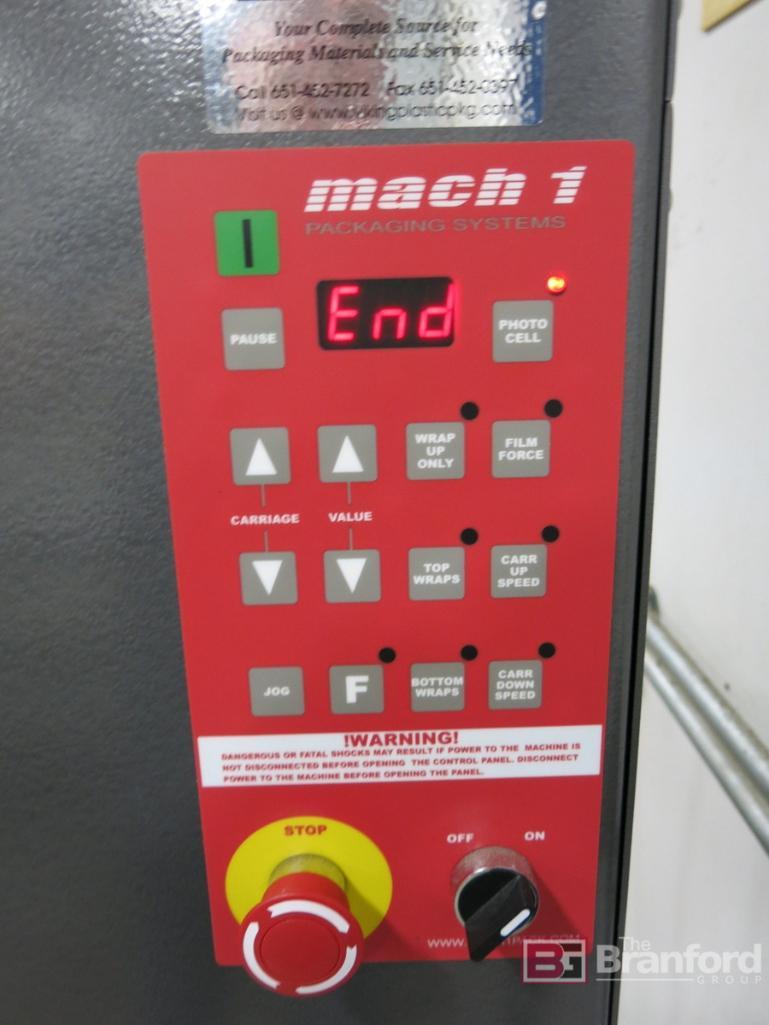 Your Complete Source for
Packaging Materials and Service Needs
Call 651-452-7272 Fax 651-452-0397
Visit us @ www.vikingplasticpkg.com
mach 1
PACKAGING SYSTEMS
I
End
PAUSE
PHOTO
CELL
WRAP
UP
ONLY
FILM
FORCE
CARRIAGE
VALUE
TOP
WRAPS
CARR
UP
SPEED
JOG
F
BOTTOM
WRAPS
CARR
DOWN
SPEED
!WARNING!
DANGEROUS OR FATAL SHOCKS MAY RESULT IF POWER TO THE MACHINE IS
NOT DISCONNECTED BEFORE OPENING THE CONTROL PANEL. DISCONNECT
POWER TO THE MACHINE BEFORE OPENING THE PANEL.
STOP
OFF
ON
BG
The
Branford
GROUP